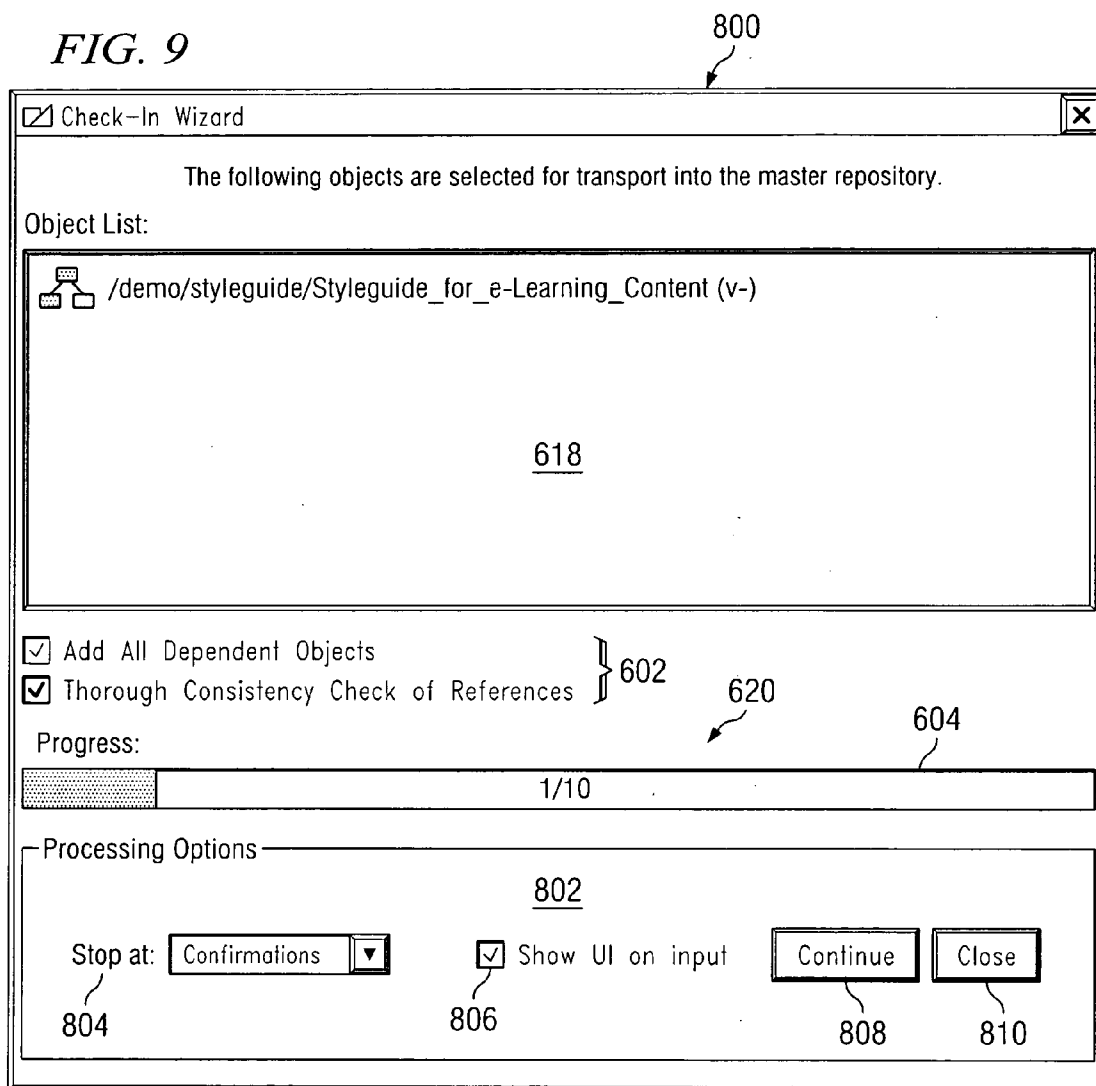 FIG. 9
800
Check-In Wizard
The following objects are selected for transport into the master repository.
Object List:
/demo/styleguide/Styleguide_for_e-Learning_Content (v-)
618
Add All Dependent Objects
Thorough Consistency Check of References
602
620
604
Progress:
1/10
Processing Options
802
Stop at: Confirmations Show UI on input Continue Close
804 806 808 810